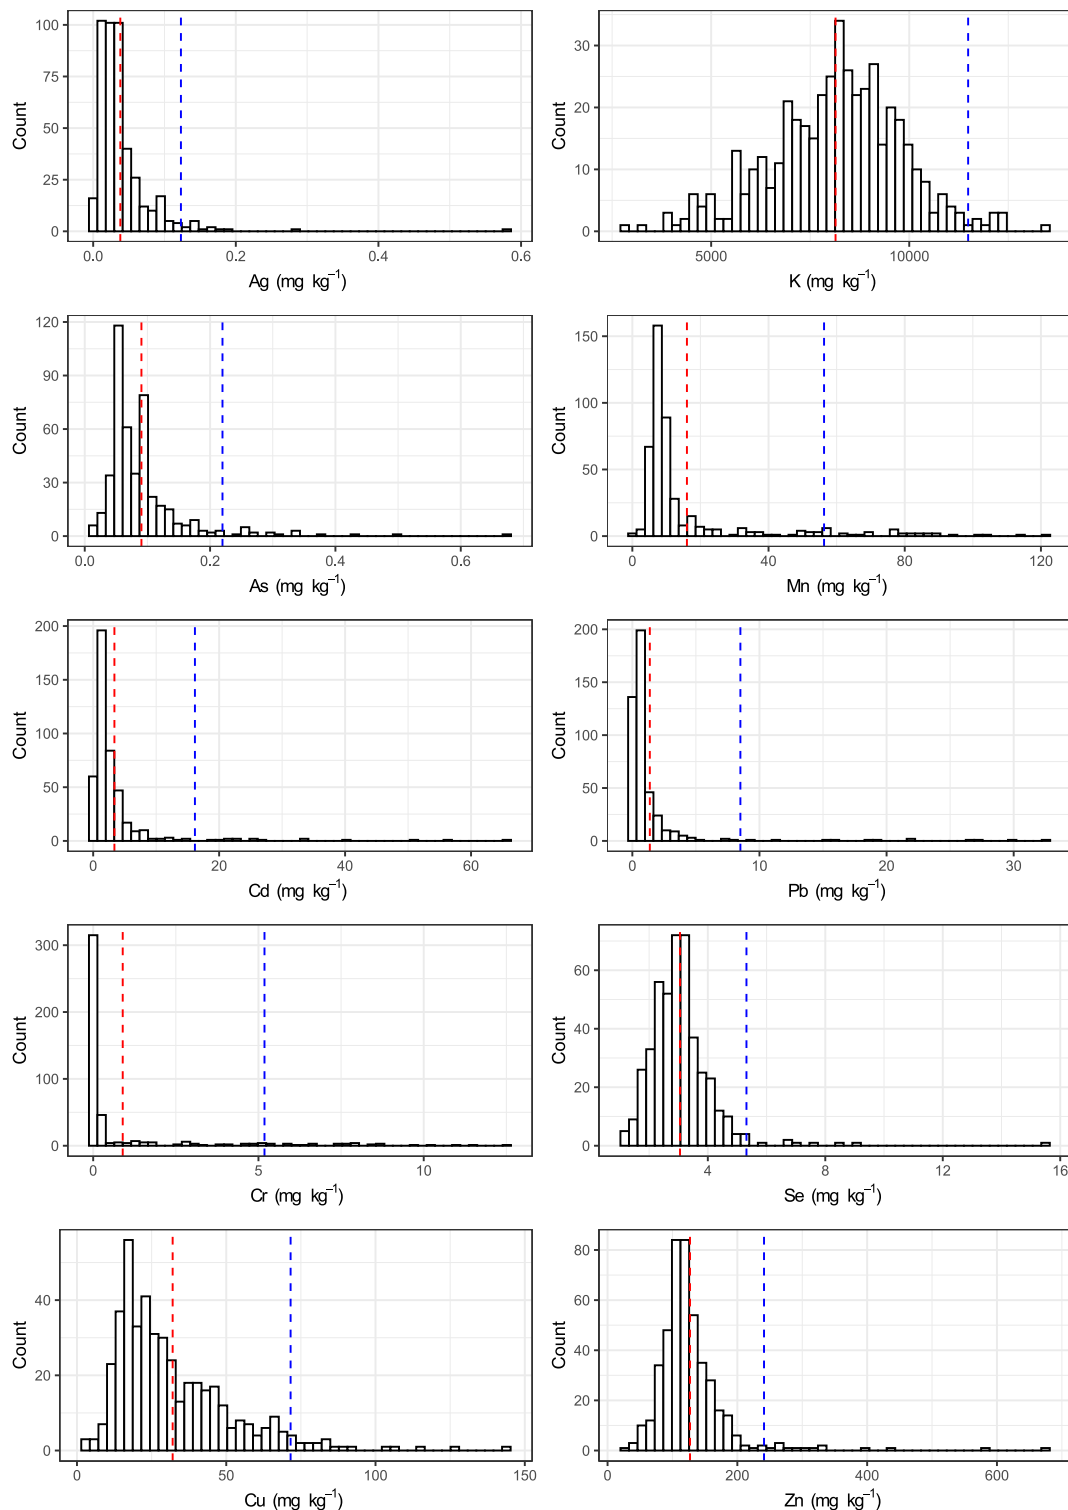 100
75
50
25
0
Count
0.0 0.2 0.4 0.6
Ag (mg kg⁻¹)
30
20
10
0
Count
5000 10000
K (mg kg⁻¹)
120
90
60
30
0
Count
0.0 0.2 0.4 0.6
As (mg kg⁻¹)
150
100
50
0
Count
0 40 80 120
Mn (mg kg⁻¹)
200
150
100
50
0
Count
0 20 40 60
Cd (mg kg⁻¹)
200
150
100
50
0
Count
0 10 20 30
Pb (mg kg⁻¹)
300
200
100
0
Count
0 5 10
Cr (mg kg⁻¹)
60
40
20
0
Count
4 8 12 16
Se (mg kg⁻¹)
40
20
0
Count
0 50 100 150
Cu (mg kg⁻¹)
80
60
40
20
0
Count
0 200 400 600
Zn (mg kg⁻¹)